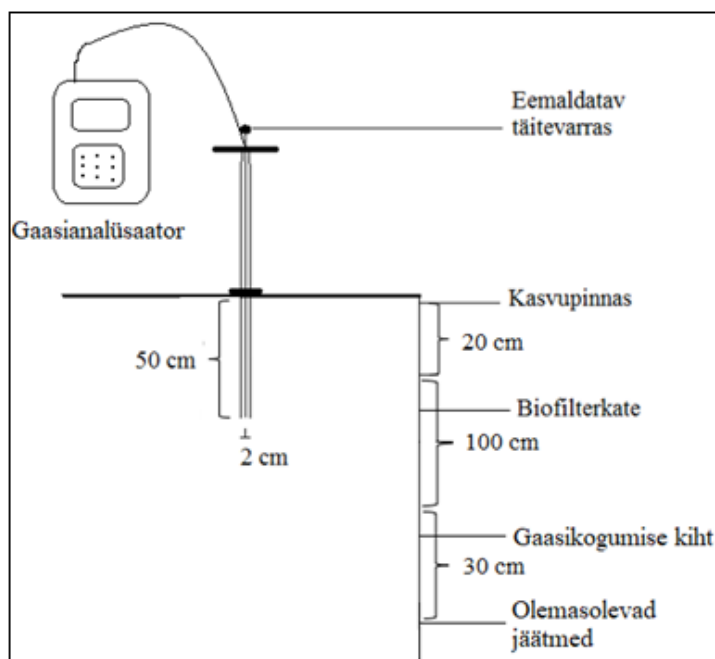 Eemaldatav
täitevarras
Gaasianalüsaator
Kasvupinnas
20 cm
50 cm
Biofilterkate
100 cm
2 cm
Gaasikogumise kiht
30 cm
Olemasolevad
jäätmed